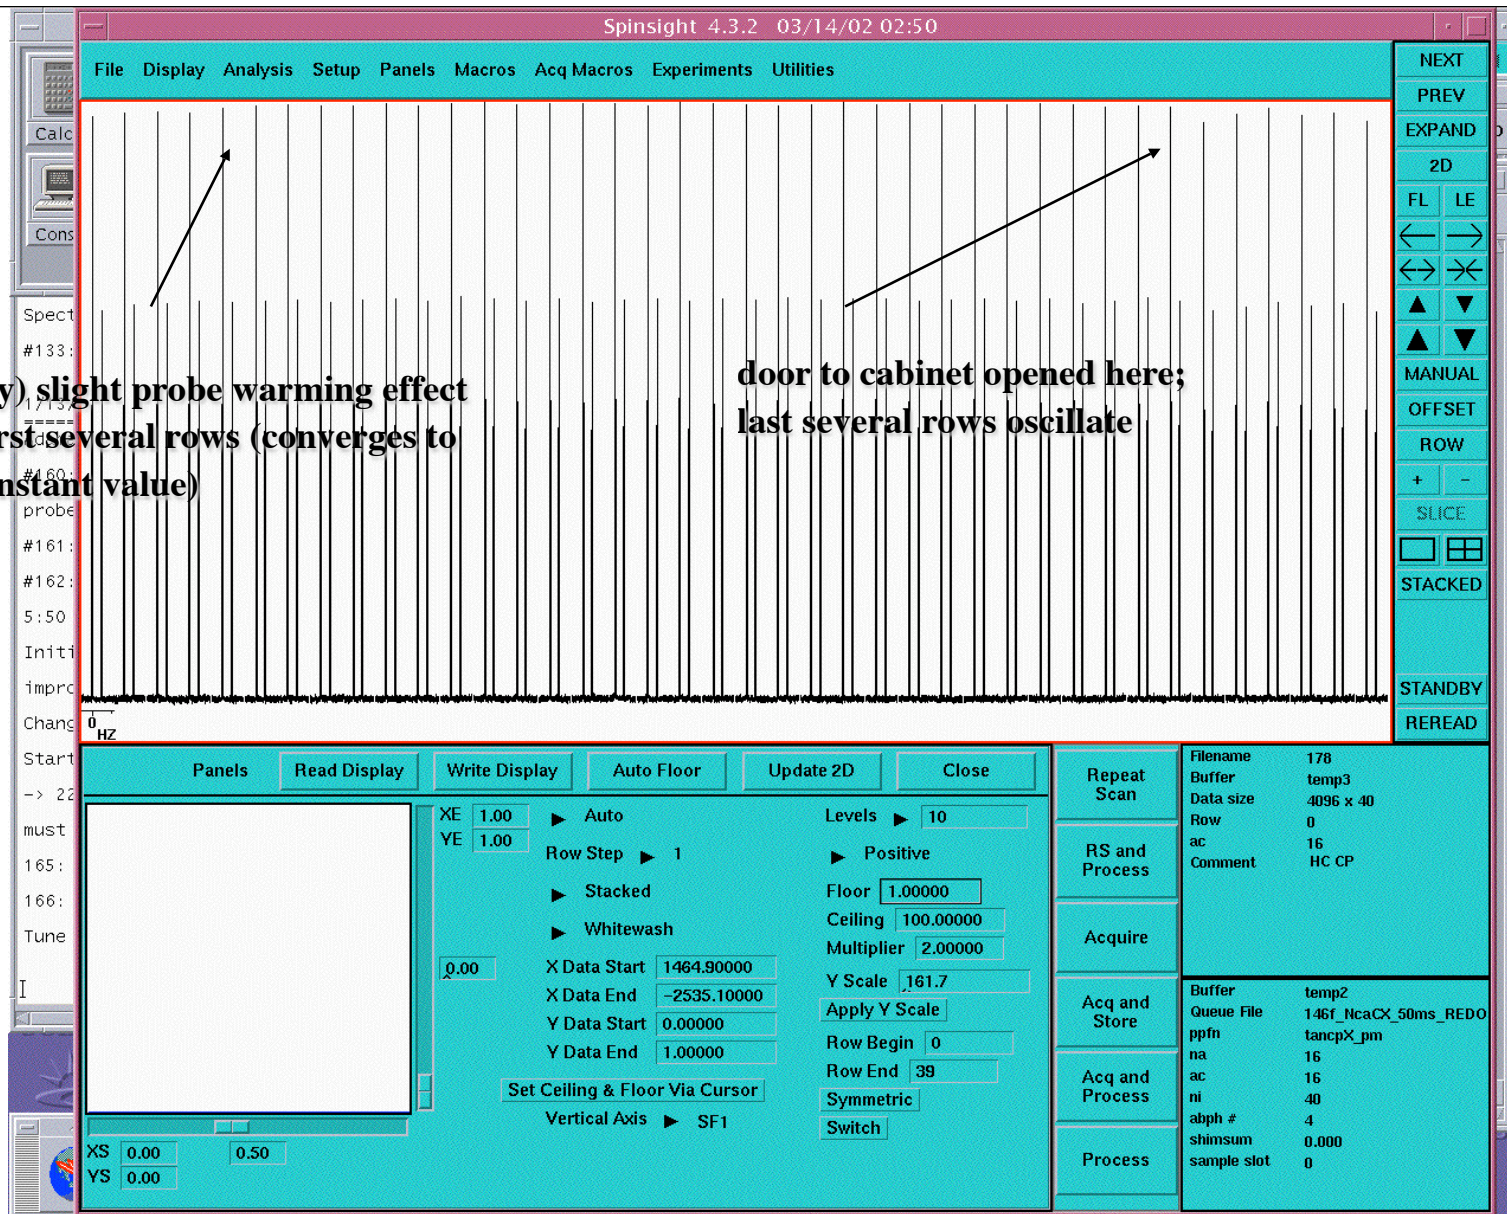 Spinsight 4.3.2 03/14/02 02:50
File Display Analysis Setup Panels Macros Acq Macros Experiments Utilities
NEXT
PREV
EXPAND
2D
FL LE
MANUAL
OFFSET
ROW
+ -
SLICE
STACKED
STANDBY
REREAD
Calc
Cons
Spect
#133:
#160:
probe
#161:
#162:
5:50
Initi
impro
Chang
Start
-> 22
must
165:
166:
Tune
y) slight probe warming effect
rst several rows (converges to
nstant value)
door to cabinet opened here;
last several rows oscillate
0
HZ
Panels Read Display Write Display Auto Floor Update 2D Close
XE 1.00
YE 1.00
0.00
XS 0.00 0.50
YS 0.00
Auto
Row Step 1
Stacked
Whitewash
X Data Start 1464.90000
X Data End -2535.10000
Y Data Start 0.00000
Y Data End 1.00000
Set Ceiling & Floor Via Cursor
Vertical Axis SF1
Levels 10
Positive
Floor 1.00000
Ceiling 100.00000
Multiplier 2.00000
Y Scale 161.7
Apply Y Scale
Row Begin 0
Row End 39
Symmetric
Switch
Repeat
Scan
RS and
Process
Acquire
Acq and
Store
Acq and
Process
Process
Filename 178
Buffer temp3
Data size 4096 x 40
Row 0
ac 16
Comment HC CP
Buffer temp2
Queue File 146f_NcaCX_50ms_REDO
ppfn tancpX_pm
na 16
ac 16
ni 40
abph # 4
shimsum 0.000
sample slot 0